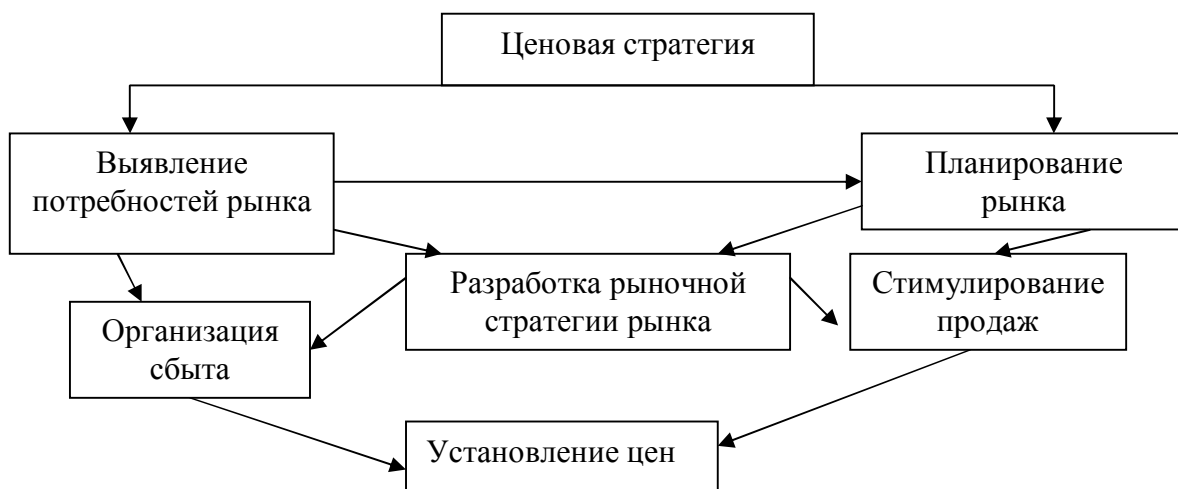 Ценовая стратегия
Выявление
потребностей рынка
Планирование
рынка
Разработка рыночной
стратегии рынка
Стимулирование
продаж
Организация
сбыта
Установление цен